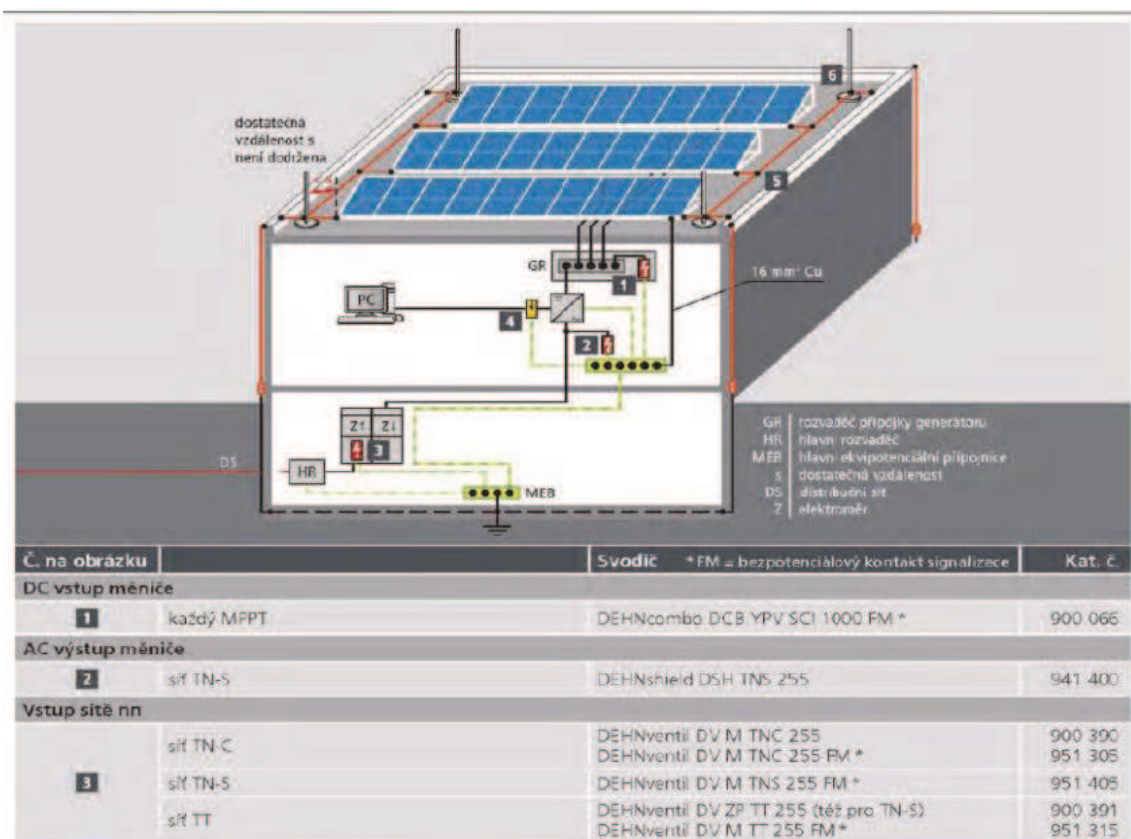 6
dostatečná
vzdálenost s
není dodržena
5
GR
1
16 mm² Cu
PC
4
2
Z↑ Z↓
3
DS
HR
MEB
GR rozvaděč přípojky generátoru
HR hlavní rozvaděč
MEB hlavní ekvipotenciální přípojnice
s dostatečná vzdálenost
DS distribuční síť
Z elektroměr
Č. na obrázku Svodič *FM = bezpotenciálový kontakt signalizace Kat. č.
DC vstup měniče
1 každý MPPT DEHNcombo DCB YPV SCI 1000 FM * 900 066
AC výstup měniče
2 síť TN-S DEHNshield DSH TNS 255 941 400
Vstup sítě nn
3
síť TN-C
DEHNventil DV M TNC 255 900 390
DEHNventil DV M TNC 255 FM * 951 305
síť TN-S DEHNventil DV M TNS 255 FM * 951 405
síť TT
DEHNventil DV ZP TT 255 (též pro TN-S) 900 391
DEHNventil DV M TT 255 FM * 951 315